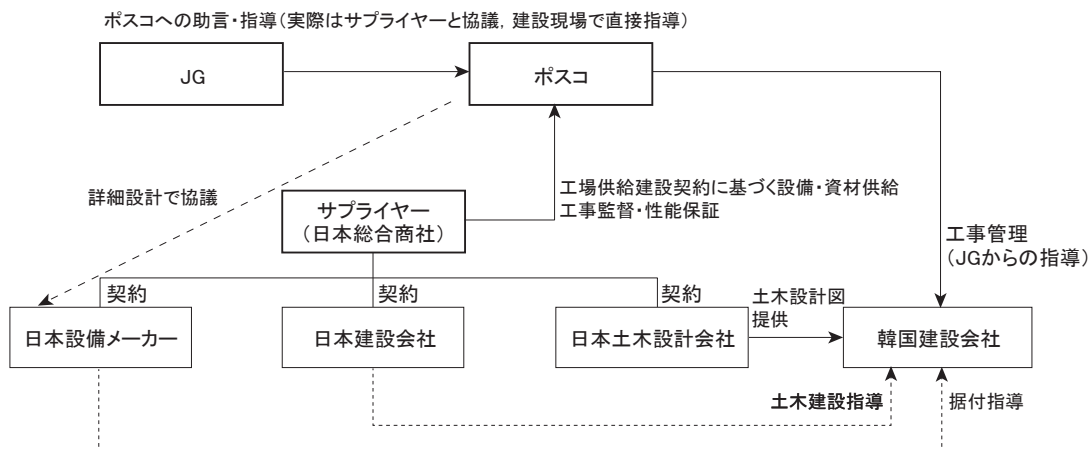 ポスコへの助言・指導(実際はサプライヤーと協議, 建設現場で直接指導)
JG
ポスコ
詳細設計で協議
工場供給建設契約に基づく設備・資材供給
工事監督・性能保証
サプライヤー
(日本総合商社)
工事管理
(JGからの指導)
契約
契約
契約
土木設計図
提供
日本設備メーカー
日本建設会社
日本土木設計会社
韓国建設会社
土木建設指導
据付指導